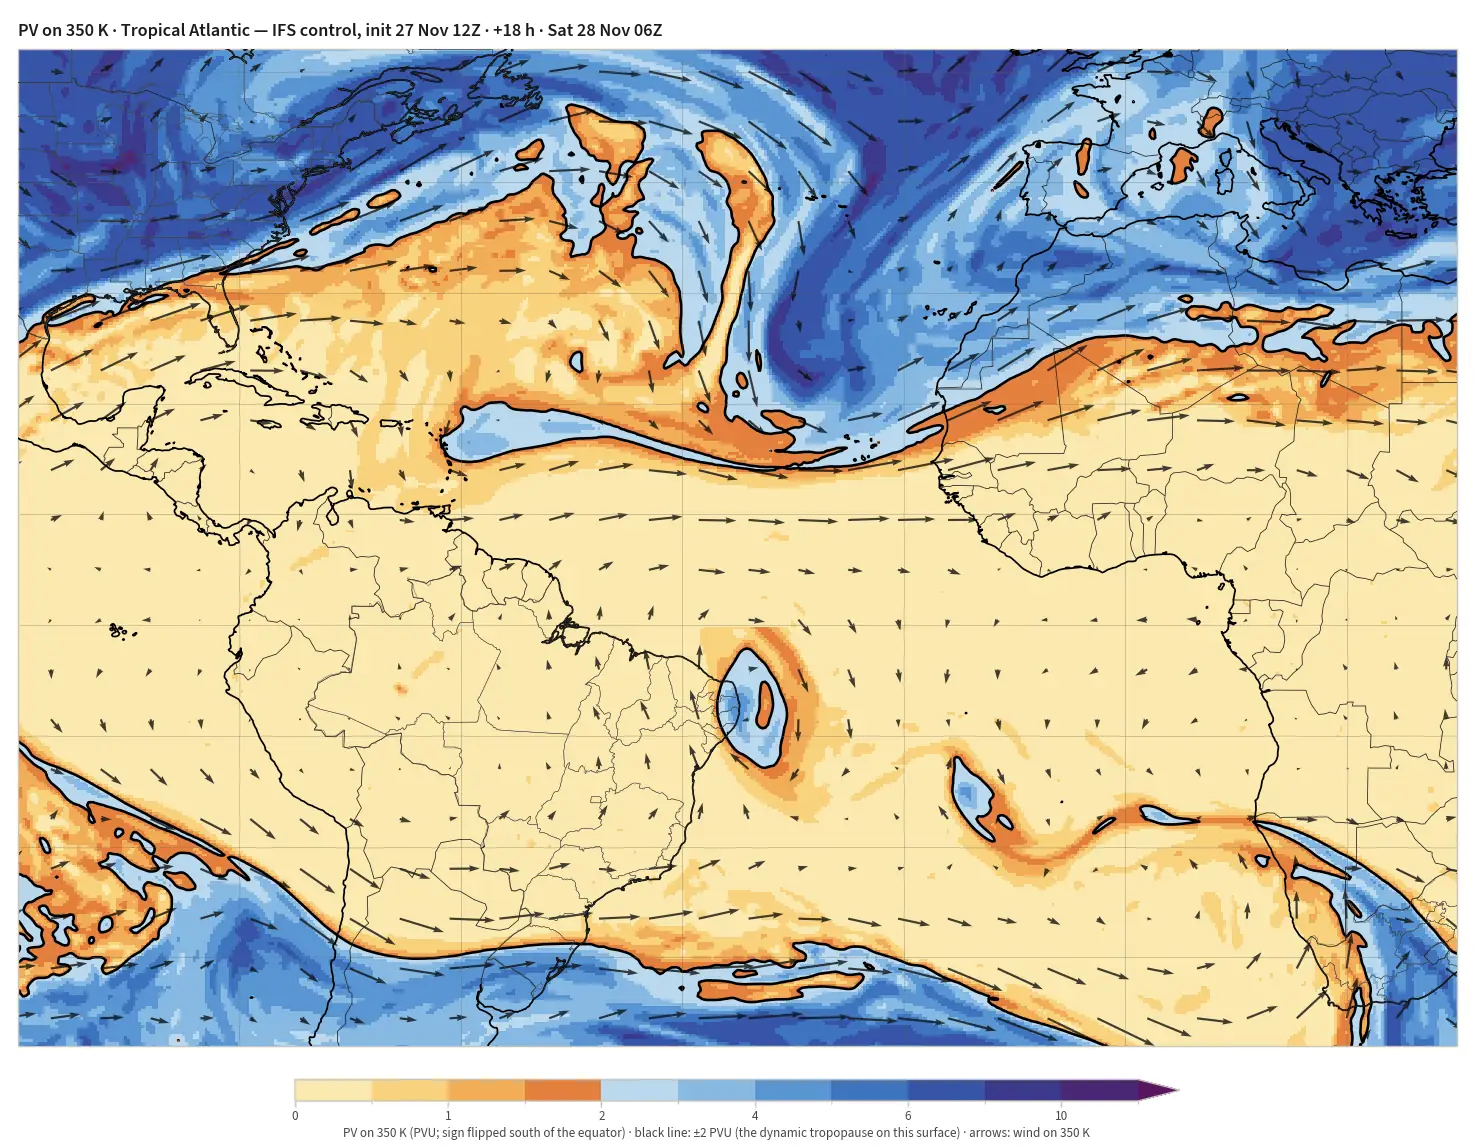 PV on 350 K · Tropical Atlantic — IFS control, init 27 Nov 12Z · +18 h · Sat 28 Nov 06Z
0 1 2 4 6 10
PV on 350 K (PVU; sign flipped south of the equator) · black line: ±2 PVU (the dynamic tropopause on this surface) · arrows: wind on 350 K